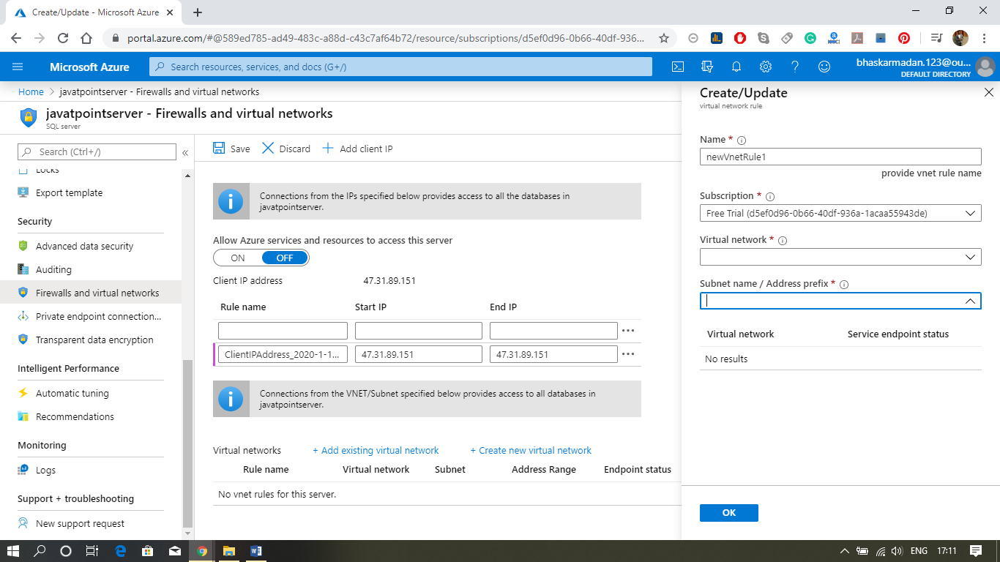 Create/Update - Microsoft Azure
portal.azure.com/#@589ed785-ad49-483c-a88d-c43c7af64b72/resource/subscriptions/d5ef0d96-0b66-40df-936...
Microsoft Azure
Search resources, services, and docs (G+/)
bhaskarmadan.123@ou...
DEFAULT DIRECTORY
Home > javatpointserver - Firewalls and virtual networks
javatpointserver - Firewalls and virtual networks
SQL server
Search (Ctrl+/)
Locks
Export template
Security
Advanced data security
Auditing
Firewalls and virtual networks
Private endpoint connection...
Transparent data encryption
Intelligent Performance
Automatic tuning
Recommendations
Monitoring
Logs
Support + troubleshooting
New support request
Save
Discard
Add client IP
Connections from the IPs specified below provides access to all the databases in
javatpointserver.
Allow Azure services and resources to access this server
ON OFF
Client IP address 47.31.89.151
Rule name Start IP End IP
ClientIPAddress_2020-1-1... 47.31.89.151 47.31.89.151
Connections from the VNET/Subnet specified below provides access to all databases in
javatpointserver.
Virtual networks + Add existing virtual network + Create new virtual network
Rule name Virtual network Subnet Address Range Endpoint status
No vnet rules for this server.
Create/Update
virtual network rule
Name *
newVnetRule1
provide vnet rule name
Subscription *
Free Trial (d5ef0d96-0b66-40df-936a-1acaa55943de)
Virtual network *
Subnet name / Address prefix *
Virtual network Service endpoint status
No results
OK
ENG 17:11